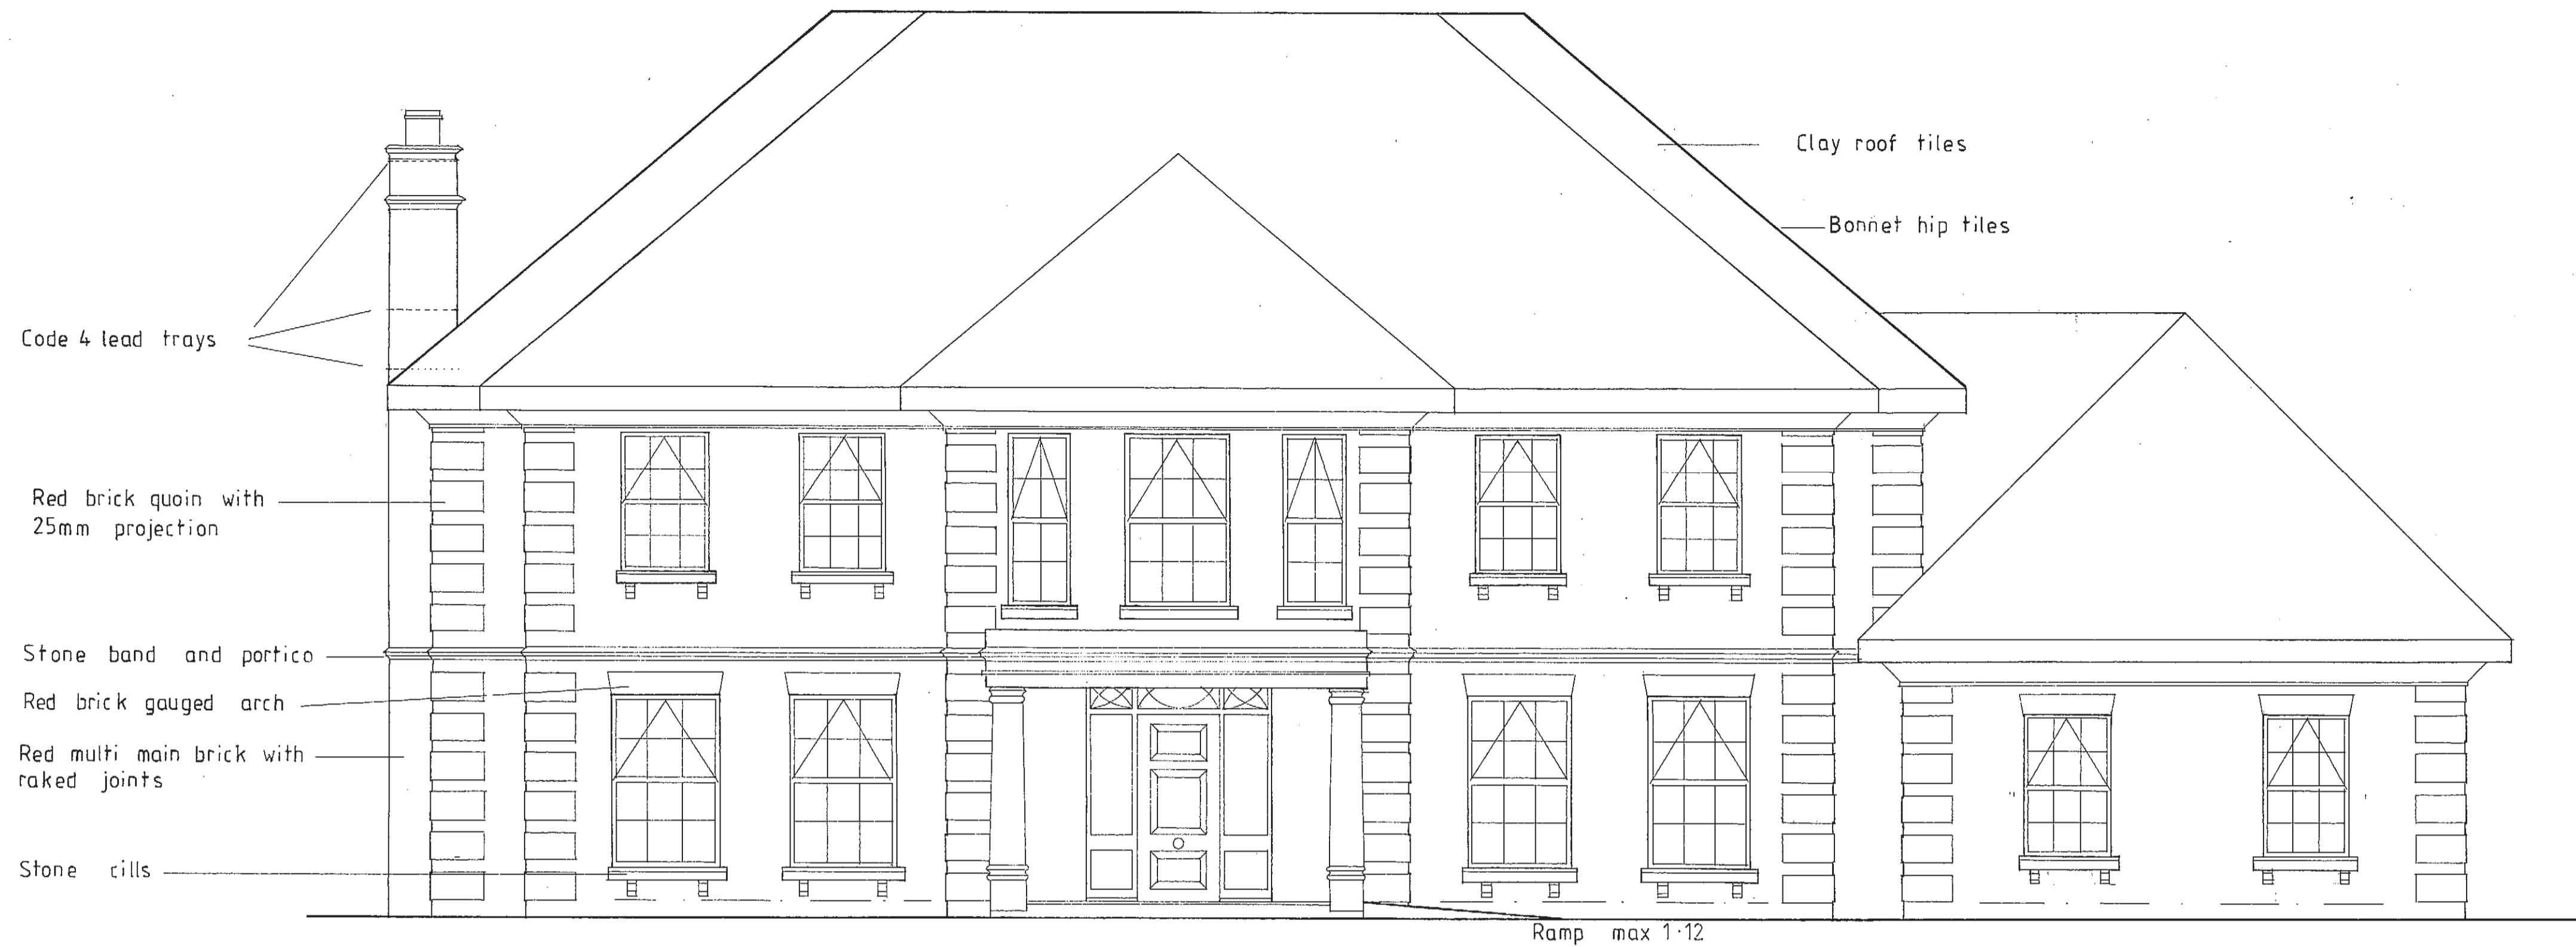 Clay roof tiles
Bonnet hip tiles
Code 4 lead trays
Red brick quoin with
25mm projection
Stone band and portico
Red brick gauged arch
Red multi main brick with
raked joints
Stone cills
Ramp max 1·12